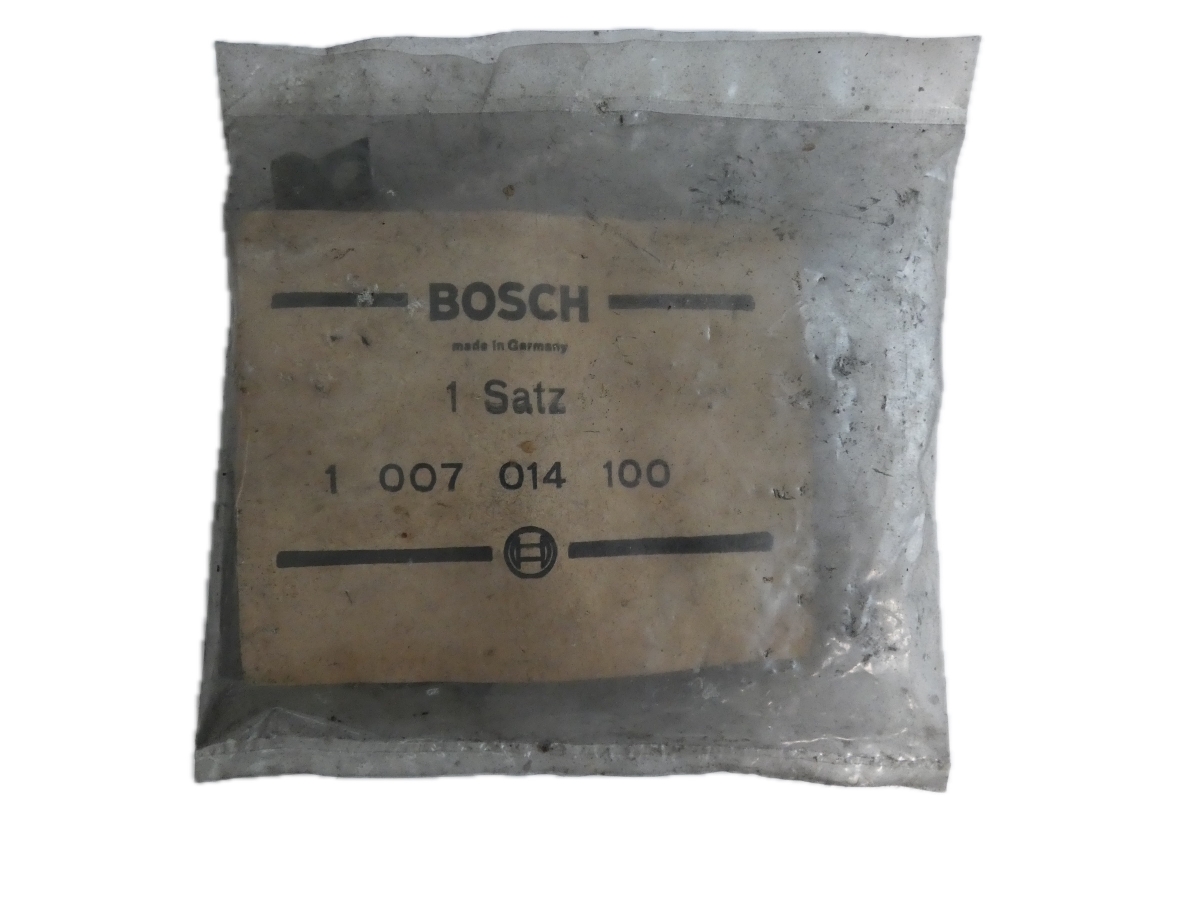 BOSCH
made in Germany
1 Satz
1 007 014 100